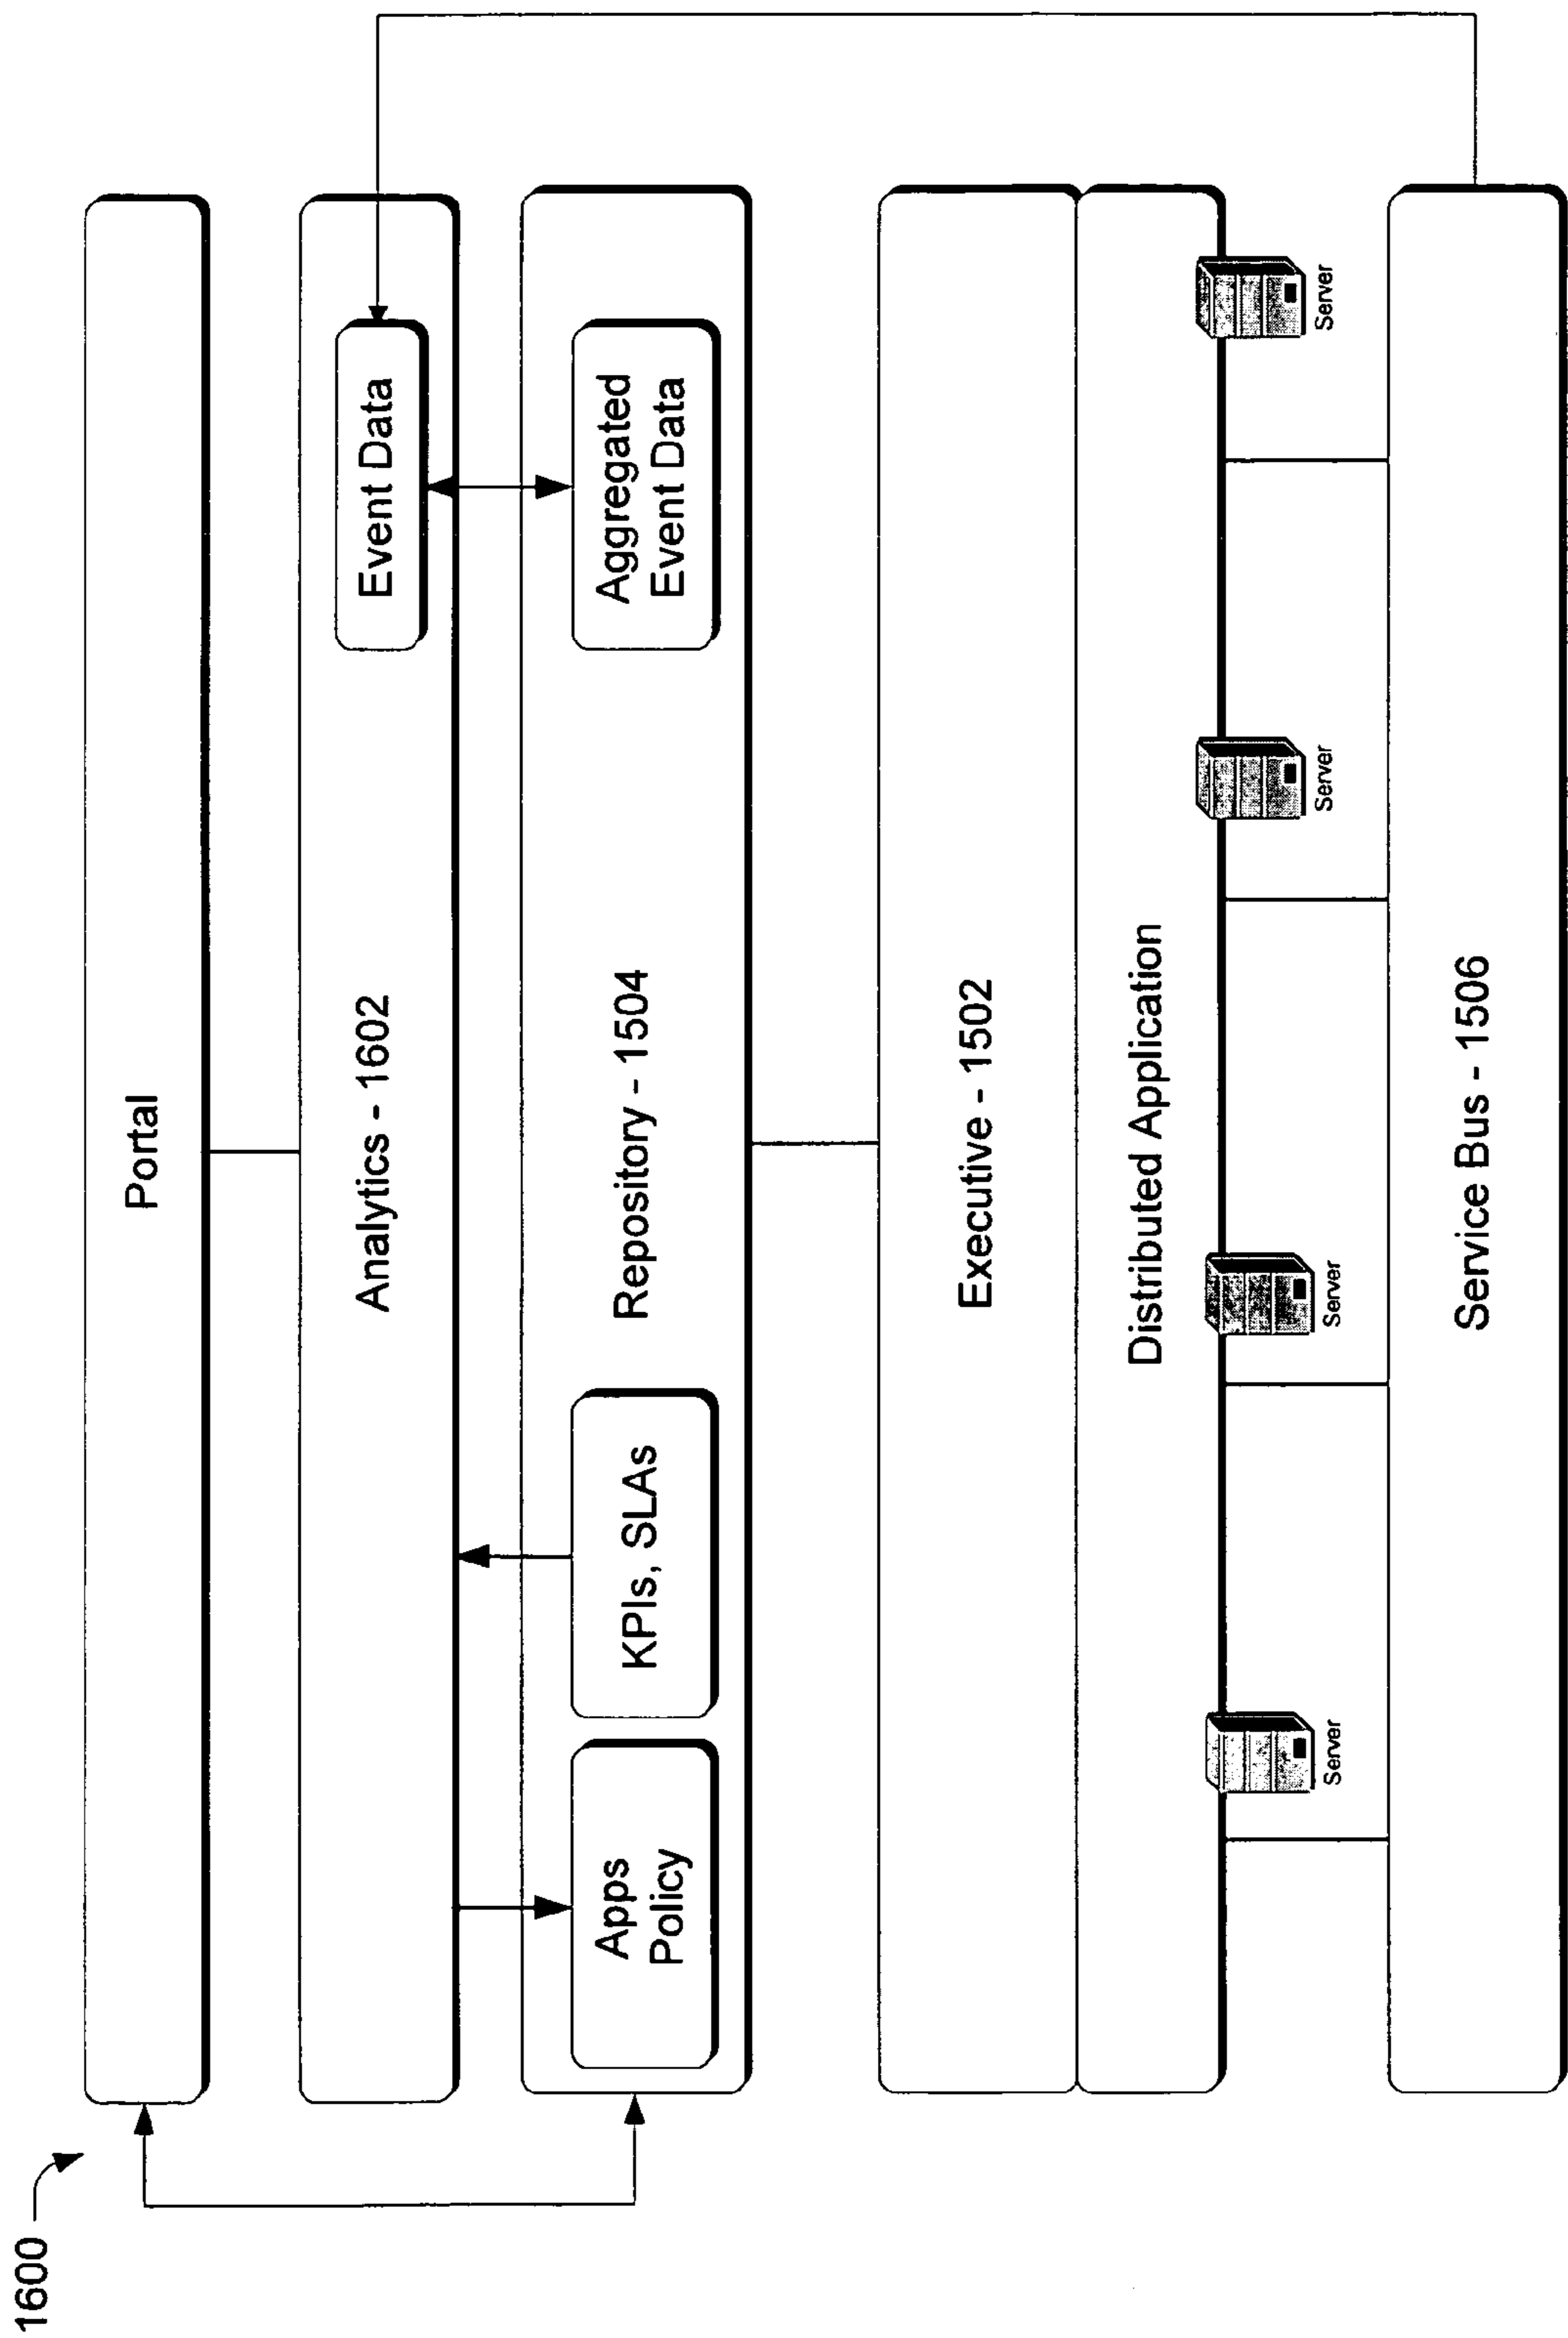 1600
Portal
Analytics - 1602
Event Data
Apps
Policy
KPIs, SLAs
Repository - 1504
Aggregated
Event Data
Executive - 1502
Distributed Application
Server
Server
Server
Server
Service Bus - 1506